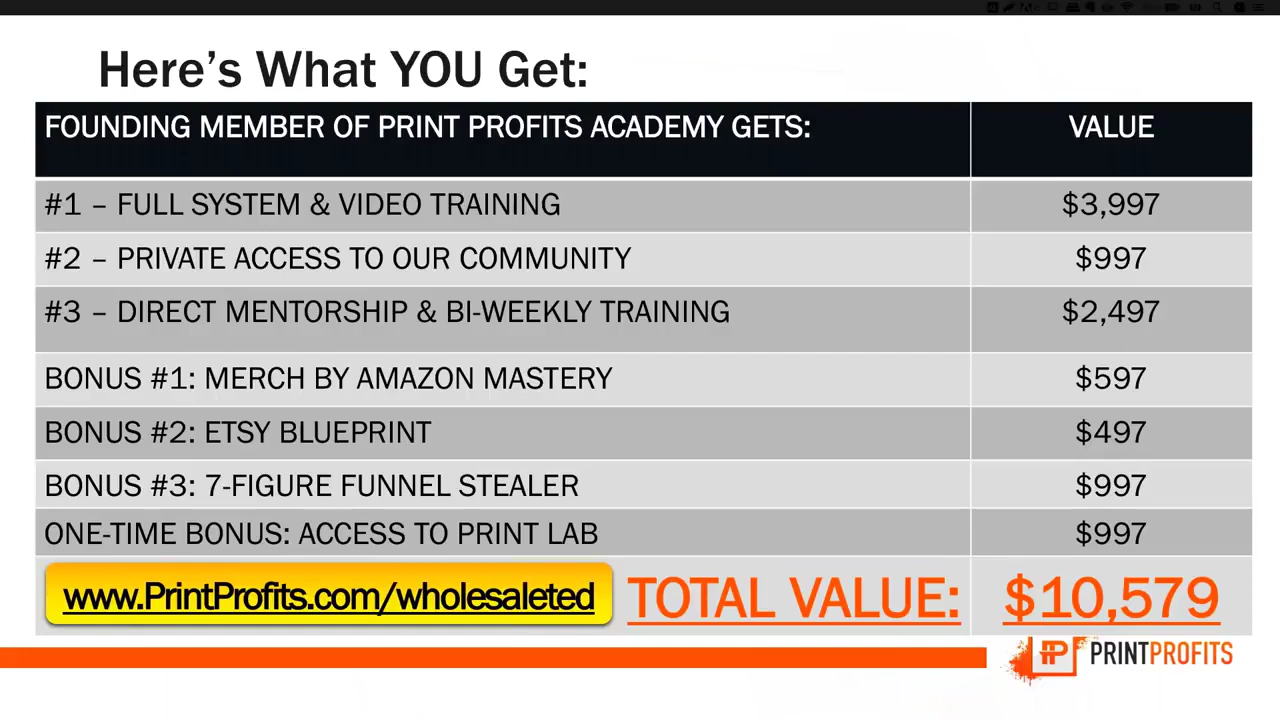 Here's What YOU Get:
FOUNDING MEMBER OF PRINT PROFITS ACADEMY GETS: VALUE
#1 – FULL SYSTEM & VIDEO TRAINING $3,997
#2 – PRIVATE ACCESS TO OUR COMMUNITY $997
#3 – DIRECT MENTORSHIP & BI-WEEKLY TRAINING $2,497
BONUS #1: MERCH BY AMAZON MASTERY $597
BONUS #2: ETSY BLUEPRINT $497
BONUS #3: 7-FIGURE FUNNEL STEALER $997
ONE-TIME BONUS: ACCESS TO PRINT LAB $997
www.PrintProfits.com/wholesaleted TOTAL VALUE: $10,579
PRINTPROFITS